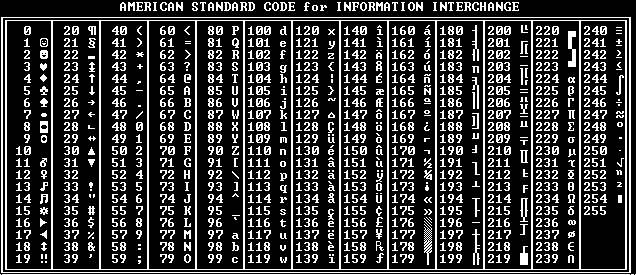 AMERICAN STANDARD CODE for INFORMATION INTERCHANGE
0 20 ¶ 40 ( 60 < 80 P 100 d 120 x 140 î 160 á 180 ┤ 200 ╚ 220 ▄ 240 ≡
1 ☺ 21 § 41 ) 61 = 81 Q 101 e 121 y 141 ì 161 í 181 ╡ 201 ╔ 221 ▌ 241 ±
2 ☻ 22 ▬ 42 * 62 > 82 R 102 f 122 z 142 Ä 162 ó 182 ╢ 202 ╩ 222 ▐ 242 ≥
3 ♥ 23 ↨ 43 + 63 ? 83 S 103 g 123 { 143 Å 163 ú 183 ╖ 203 ╦ 223 ▀ 243 ≤
4 ♦ 24 ↑ 44 , 64 @ 84 T 104 h 124 | 144 É 164 ñ 184 ╕ 204 ╠ 224 α 244 ⌠
5 ♣ 25 ↓ 45 - 65 A 85 U 105 i 125 } 145 æ 165 Ñ 185 ╣ 205 ═ 225 ß 245 ⌡
6 ♠ 26 → 46 . 66 B 86 V 106 j 126 ~ 146 Æ 166 ª 186 ║ 206 ╬ 226 Γ 246 ÷
7 • 27 ← 47 / 67 C 87 W 107 k 127 ⌂ 147 ô 167 º 187 ╗ 207 ╧ 227 π 247 ≈
8 ◘ 28 ∟ 48 0 68 D 88 X 108 l 128 Ç 148 ö 168 ¿ 188 ╝ 208 ╨ 228 Σ 248 °
9 ○ 29 ↔ 49 1 69 E 89 Y 109 m 129 ü 149 ò 169 ⌐ 189 ╜ 209 ╤ 229 σ 249 ∙
10 30 ▲ 50 2 70 F 90 Z 110 n 130 é 150 û 170 ¬ 190 ╛ 210 ╥ 230 µ 250 ·
11 ♂ 31 ▼ 51 3 71 G 91 [ 111 o 131 â 151 ù 171 ½ 191 ┐ 211 ╙ 231 τ 251 √
12 ♀ 32 52 4 72 H 92 \ 112 p 132 ä 152 ÿ 172 ¼ 192 └ 212 ╘ 232 Φ 252 ⁿ
13 ♪ 33 ! 53 5 73 I 93 ] 113 q 133 à 153 Ö 173 ¡ 193 ┴ 213 ╒ 233 Θ 253 ²
14 ♫ 34 " 54 6 74 J 94 ^ 114 r 134 å 154 Ü 174 « 194 ┬ 214 ╓ 234 Ω 254 ■
15 ☼ 35 # 55 7 75 K 95 _ 115 s 135 ç 155 ¢ 175 » 195 ├ 215 ╫ 235 δ 255
16 ► 36 $ 56 8 76 L 96 ` 116 t 136 ê 156 £ 176 ░ 196 ─ 216 ╪ 236 ∞
17 ◄ 37 % 57 9 77 M 97 a 117 u 137 ë 157 ¥ 177 ▒ 197 ┼ 217 ┘ 237 ø
18 ↕ 38 & 58 : 78 N 98 b 118 v 138 è 158 ₧ 178 ▓ 198 ╞ 218 ┌ 238 ∈
19 ‼ 39 ' 59 ; 79 O 99 c 119 w 139 ï 159 ƒ 179 │ 199 ╟ 219 █ 239 ∩